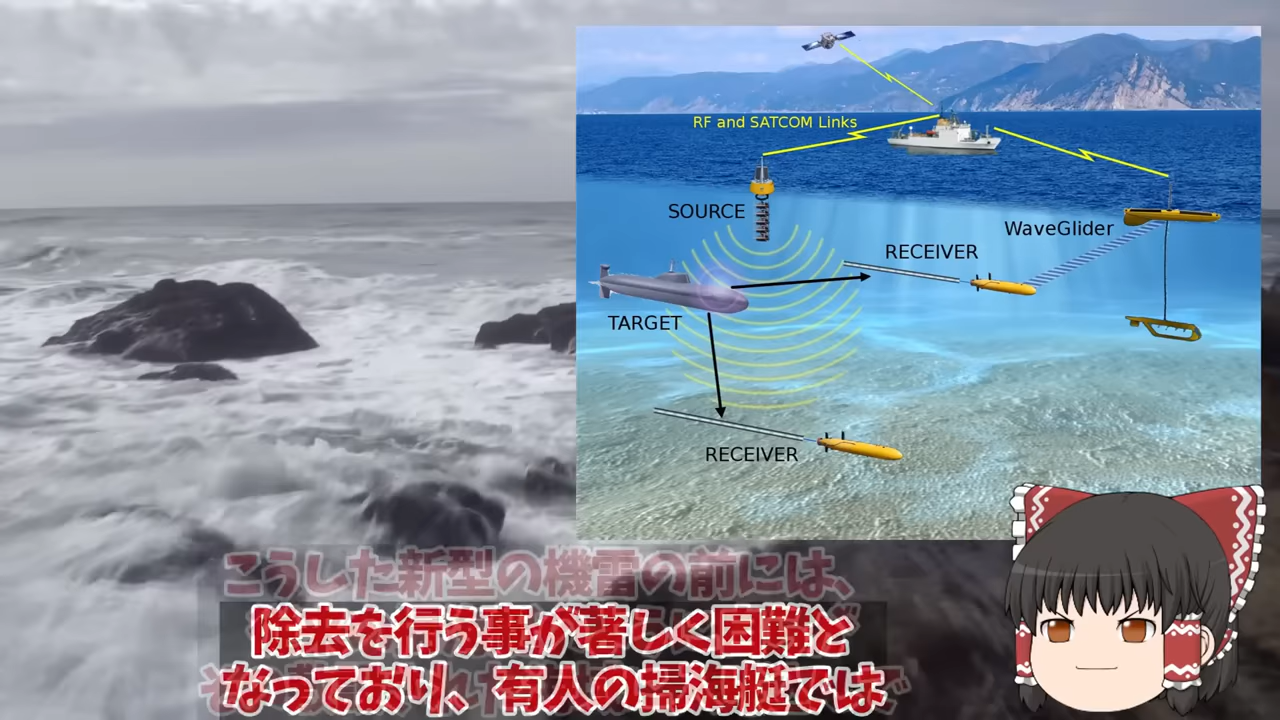 RF and SATCOM Links
SOURCE
WaveGlider
RECEIVER
TARGET
RECEIVER
こうした新型の機雷の前には、
除去を行う事が著しく困難と
なっており、有人の掃海艇では